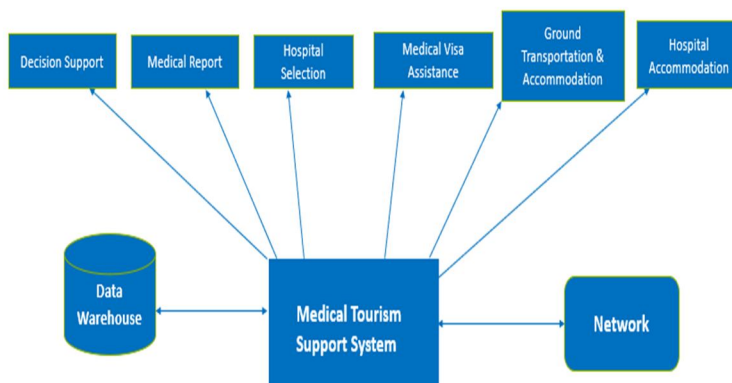 Decision Support
Medical Report
Hospital
Selection
Medical Visa
Assistance
Ground
Transportation &
Accommodation
Hospital
Accommodation
Data
Warehouse
Medical Tourism
Support System
Network